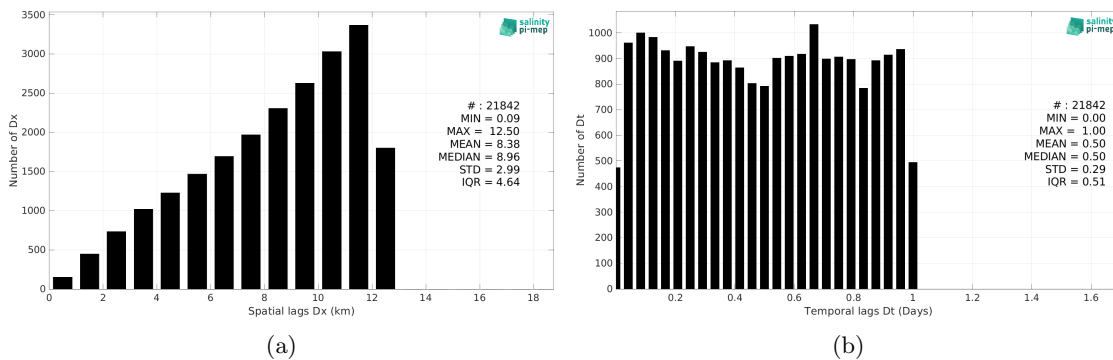 3500
3000
2500
2000
1500
1000
500
0
Number of Dx
salinity
pi-mep
# : 21842
MIN = 0.09
MAX = 12.50
MEAN = 8.38
MEDIAN = 8.96
STD = 2.99
IQR = 4.64
0 2 4 6 8 10 12 14 16 18
Spatial lags Dx (km)
(a)
1000
900
800
700
600
500
400
300
200
100
0
Number of Dt
salinity
pi-mep
# : 21842
MIN = 0.00
MAX = 1.00
MEAN = 0.50
MEDIAN = 0.50
STD = 0.29
IQR = 0.51
0.2 0.4 0.6 0.8 1 1.2 1.4 1.6
Temporal lags Dt (Days)
(b)